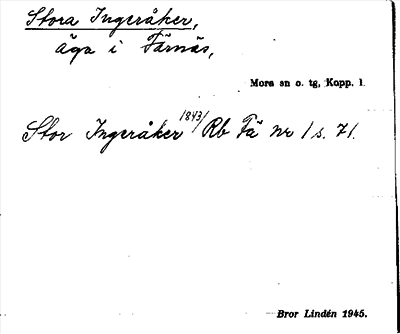 Stora Ingeråker,
äga i Färnäs,
Mora sn o. tg, Kopp. l.
Stor Ingeråker 1843/ Rb Fä nr 1 s. 71.
Bror Lindén 1945.